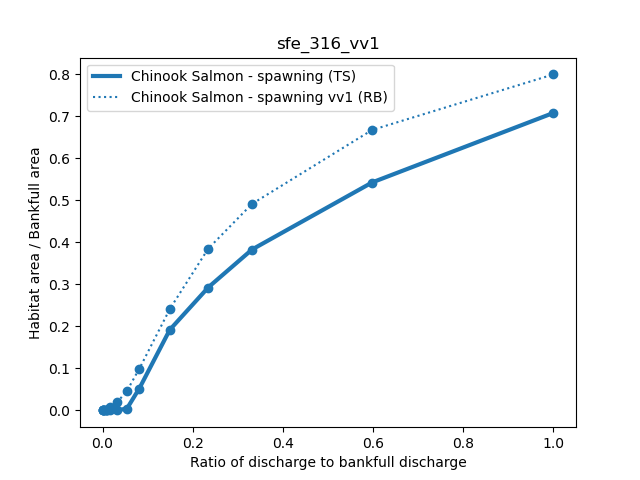 sfe_316_vv1
Chinook Salmon - spawning (TS)
Chinook Salmon - spawning vv1 (RB)
Habitat area / Bankfull area
0.8
0.7
0.6
0.5
0.4
0.3
0.2
0.1
0.0
0.0 0.2 0.4 0.6 0.8 1.0
Ratio of discharge to bankfull discharge